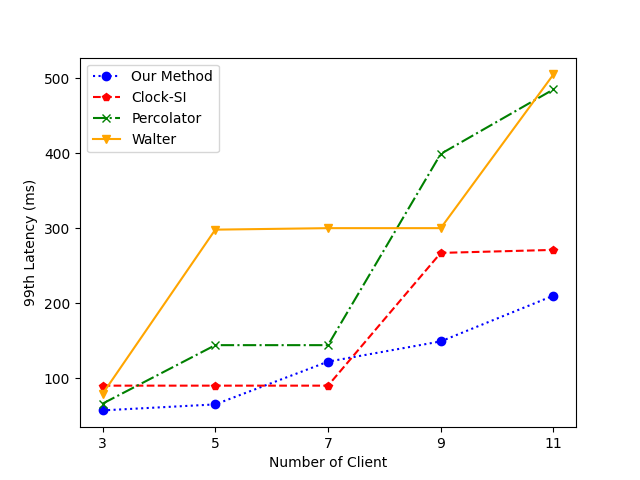 Our Method
Clock-SI
Percolator
Walter
500
400
300
200
100
99th Latency (ms)
3 5 7 9 11
Number of Client